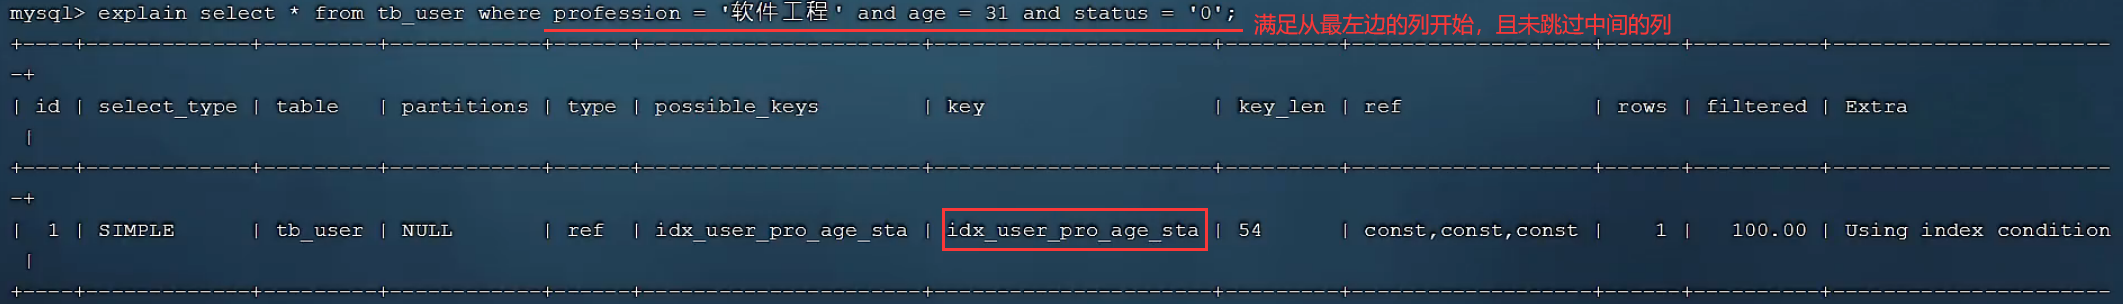 mysql> explain select * from tb_user where profession = '软件工程' and age = 31 and status = '0';
满足从最左边的列开始，且未跳过中间的列
+----+-------------+---------+------------+------+----------------------+----------------------+---------+-------------------+------+----------+-----------------------
-+
| id | select_type | table   | partitions | type | possible_keys        | key                  | key_len | ref               | rows | filtered | Extra
 |
+----+-------------+---------+------------+------+----------------------+----------------------+---------+-------------------+------+----------+-----------------------
-+
|  1 | SIMPLE      | tb_user | NULL       | ref  | idx_user_pro_age_sta | idx_user_pro_age_sta | 54      | const,const,const |    1 |   100.00 | Using index condition
 |
+----+-------------+---------+------------+------+----------------------+----------------------+---------+-------------------+------+----------+-----------------------